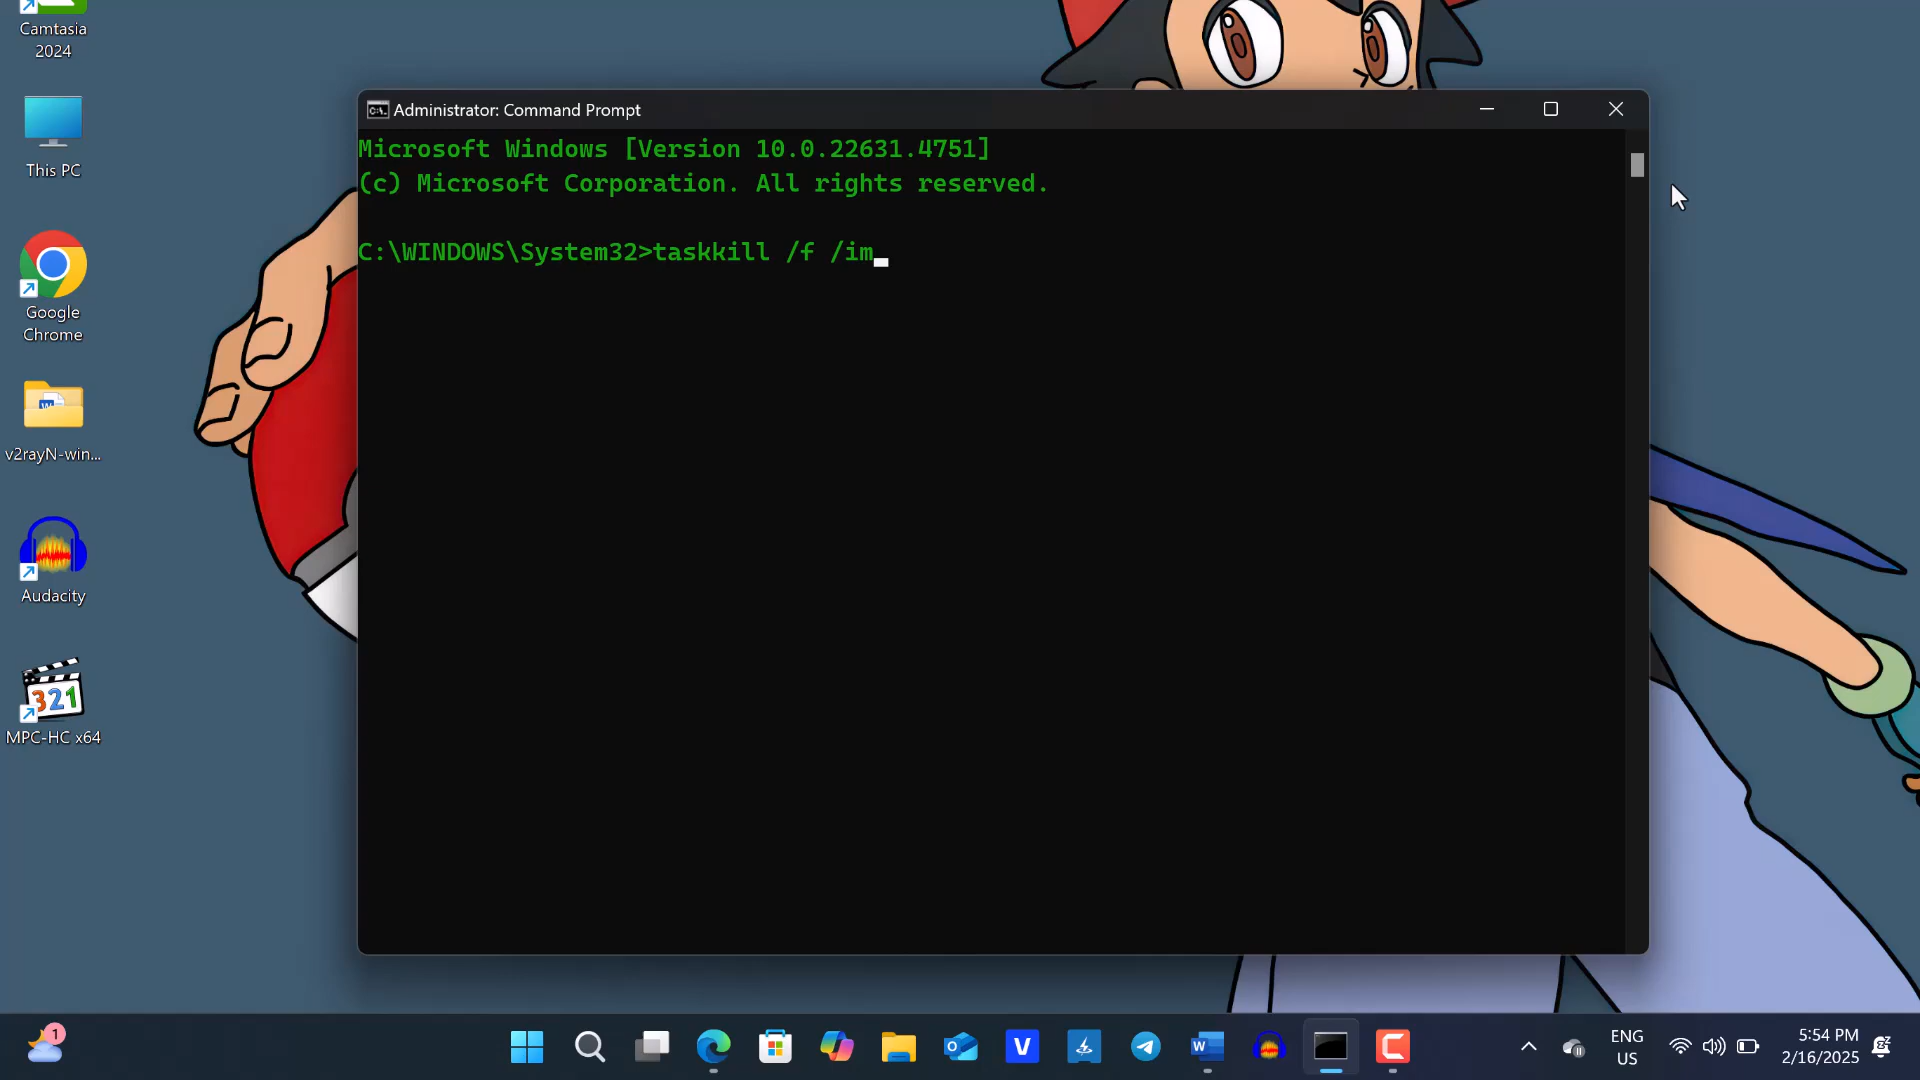 Camtasia
2024
This PC
Google
Chrome
v2rayN-win...
Audacity
321
MPC-HC x64
Administrator: Command Prompt
Microsoft Windows [Version 10.0.22631.4751]
(c) Microsoft Corporation. All rights reserved.
C:\WINDOWS\System32>taskkill /f /im
1
ENG
US
5:54 PM
2/16/2025